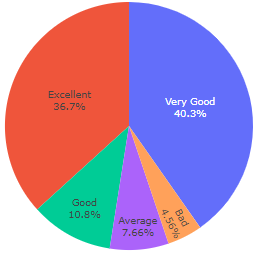 Excellent
36.7%
Very Good
40.3%
Good
10.8%
Average
7.66%
Bad
4.56%